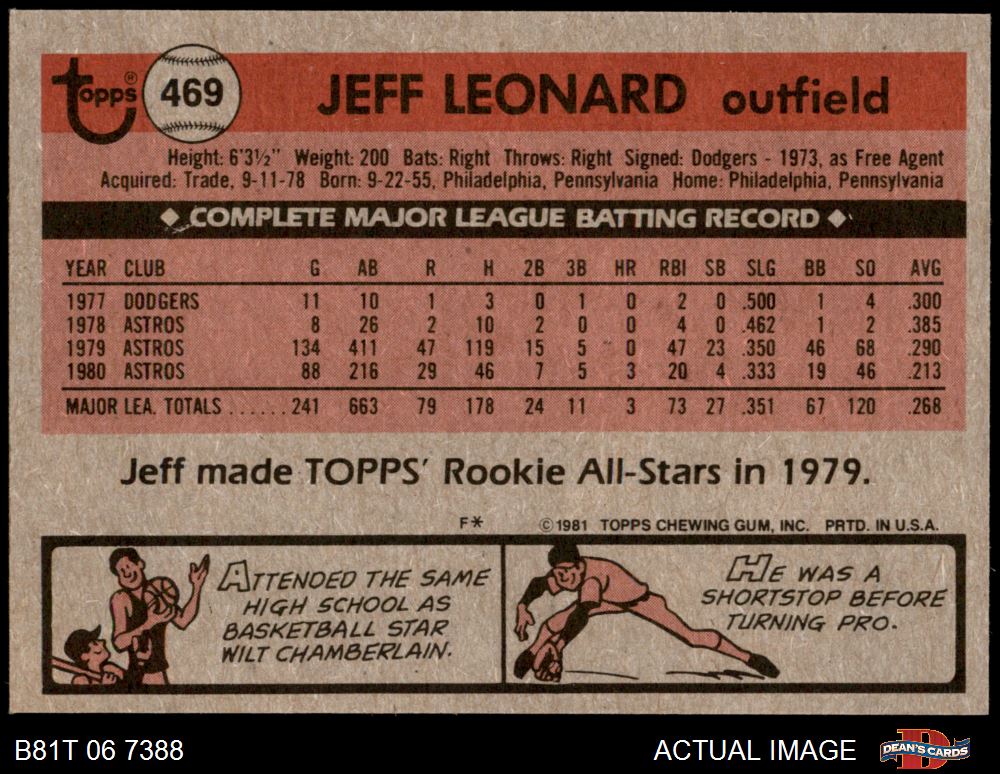 Topps® 469 JEFF LEONARD outfield
Height: 6'3½" Weight: 200 Bats: Right Throws: Right Signed: Dodgers - 1973, as Free Agent
Acquired: Trade, 9-11-78 Born: 9-22-55, Philadelphia, Pennsylvania Home: Philadelphia, Pennsylvania
◆ COMPLETE MAJOR LEAGUE BATTING RECORD ◆
YEAR CLUB G AB R H 2B 3B HR RBI SB SLG BB SO AVG
1977 DODGERS 11 10 1 3 0 1 0 2 0 .500 1 4 .300
1978 ASTROS 8 26 2 10 2 0 0 4 0 .462 1 2 .385
1979 ASTROS 134 411 47 119 15 5 0 47 23 .350 46 68 .290
1980 ASTROS 88 216 29 46 7 5 3 20 4 .333 19 46 .213
MAJOR LEA. TOTALS ...... 241 663 79 178 24 11 3 73 27 .351 67 120 .268
Jeff made TOPPS' Rookie All-Stars in 1979.
F* ©1981 TOPPS CHEWING GUM, INC. PRTD. IN U.S.A.
ATTENDED THE SAME
HIGH SCHOOL AS
BASKETBALL STAR
WILT CHAMBERLAIN.
HE WAS A
SHORTSTOP BEFORE
TURNING PRO.
B81T 06 7388 ACTUAL IMAGE DEAN'S CARDS